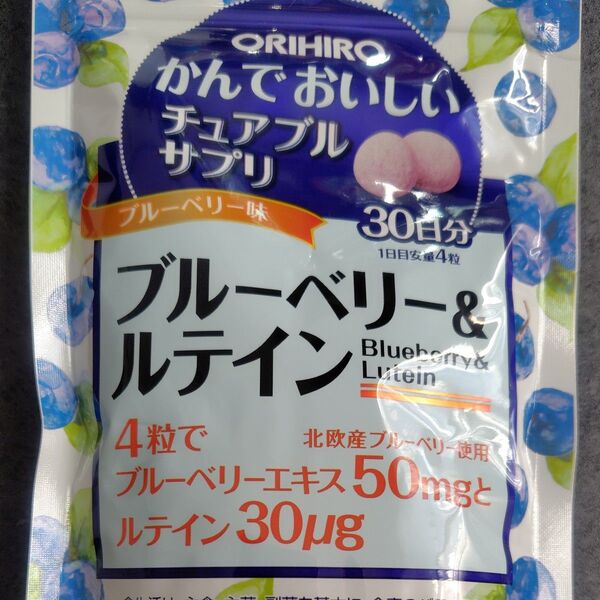 ORIHIRO
かんでおいしい
チュアブル
サプリ
ブルーベリー味
30日分
1日目安量4粒
ブルーベリー&
ルテイン
Blueberry&
Lutein
4粒で
北欧産ブルーベリー使用
ブルーベリーエキス50mgと
ルテイン30μg